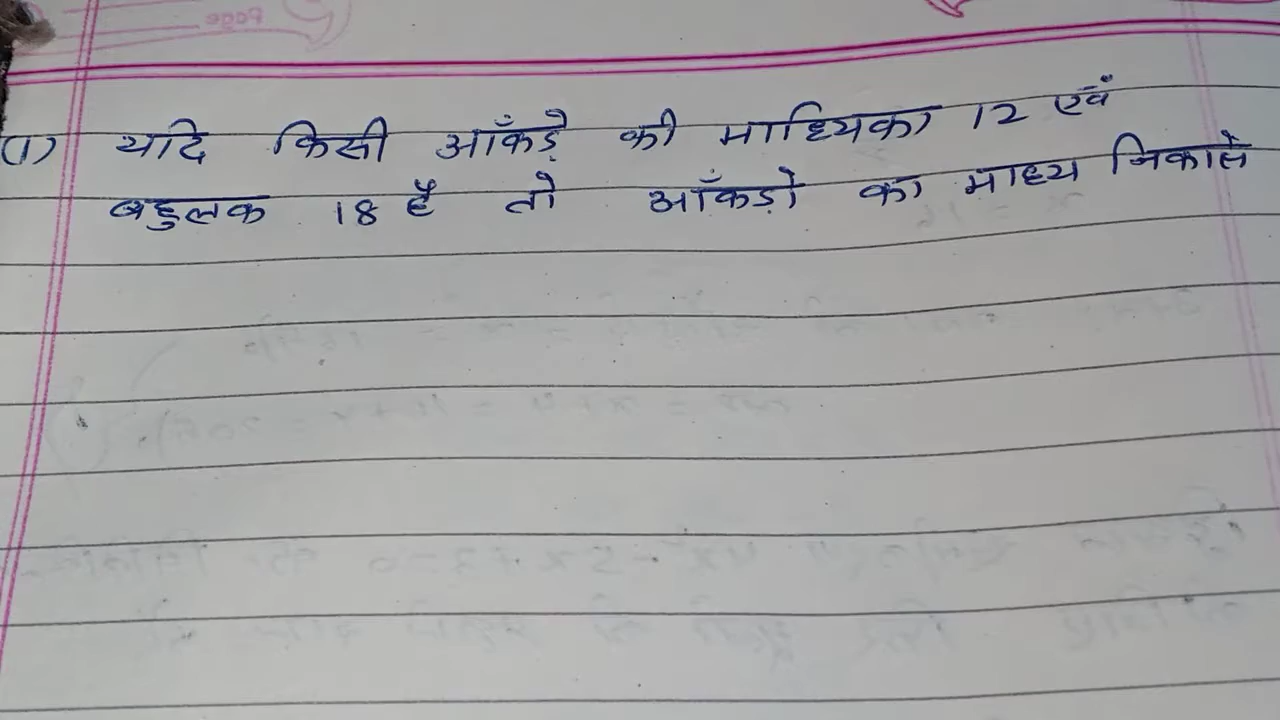 (1) यदि किसी आँकड़े की माध्यिका 12 एवं
बहुलक 18 है तो आँकड़ो का माध्य निकाले